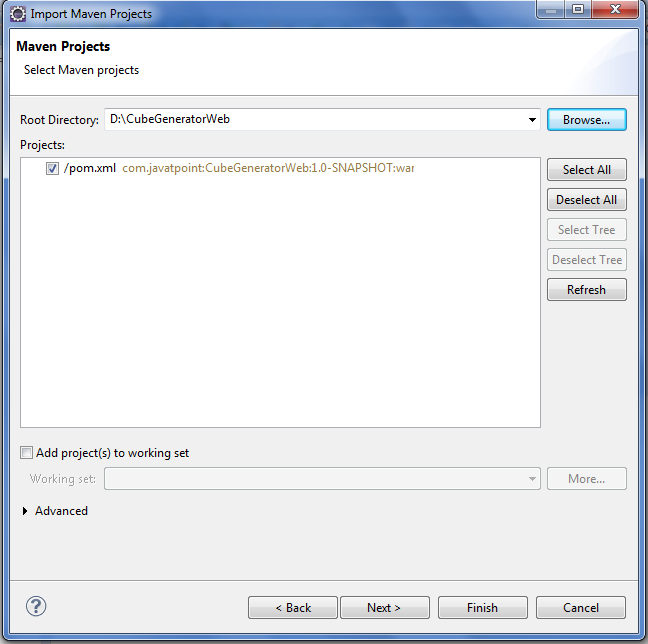 Import Maven Projects
Maven Projects
Select Maven projects
Root Directory: D:\CubeGeneratorWeb Browse...
Projects:
/pom.xml com.javatpoint:CubeGeneratorWeb:1.0-SNAPSHOT:war
Select All
Deselect All
Select Tree
Deselect Tree
Refresh
Add project(s) to working set
Working set: More...
Advanced
? < Back Next > Finish Cancel